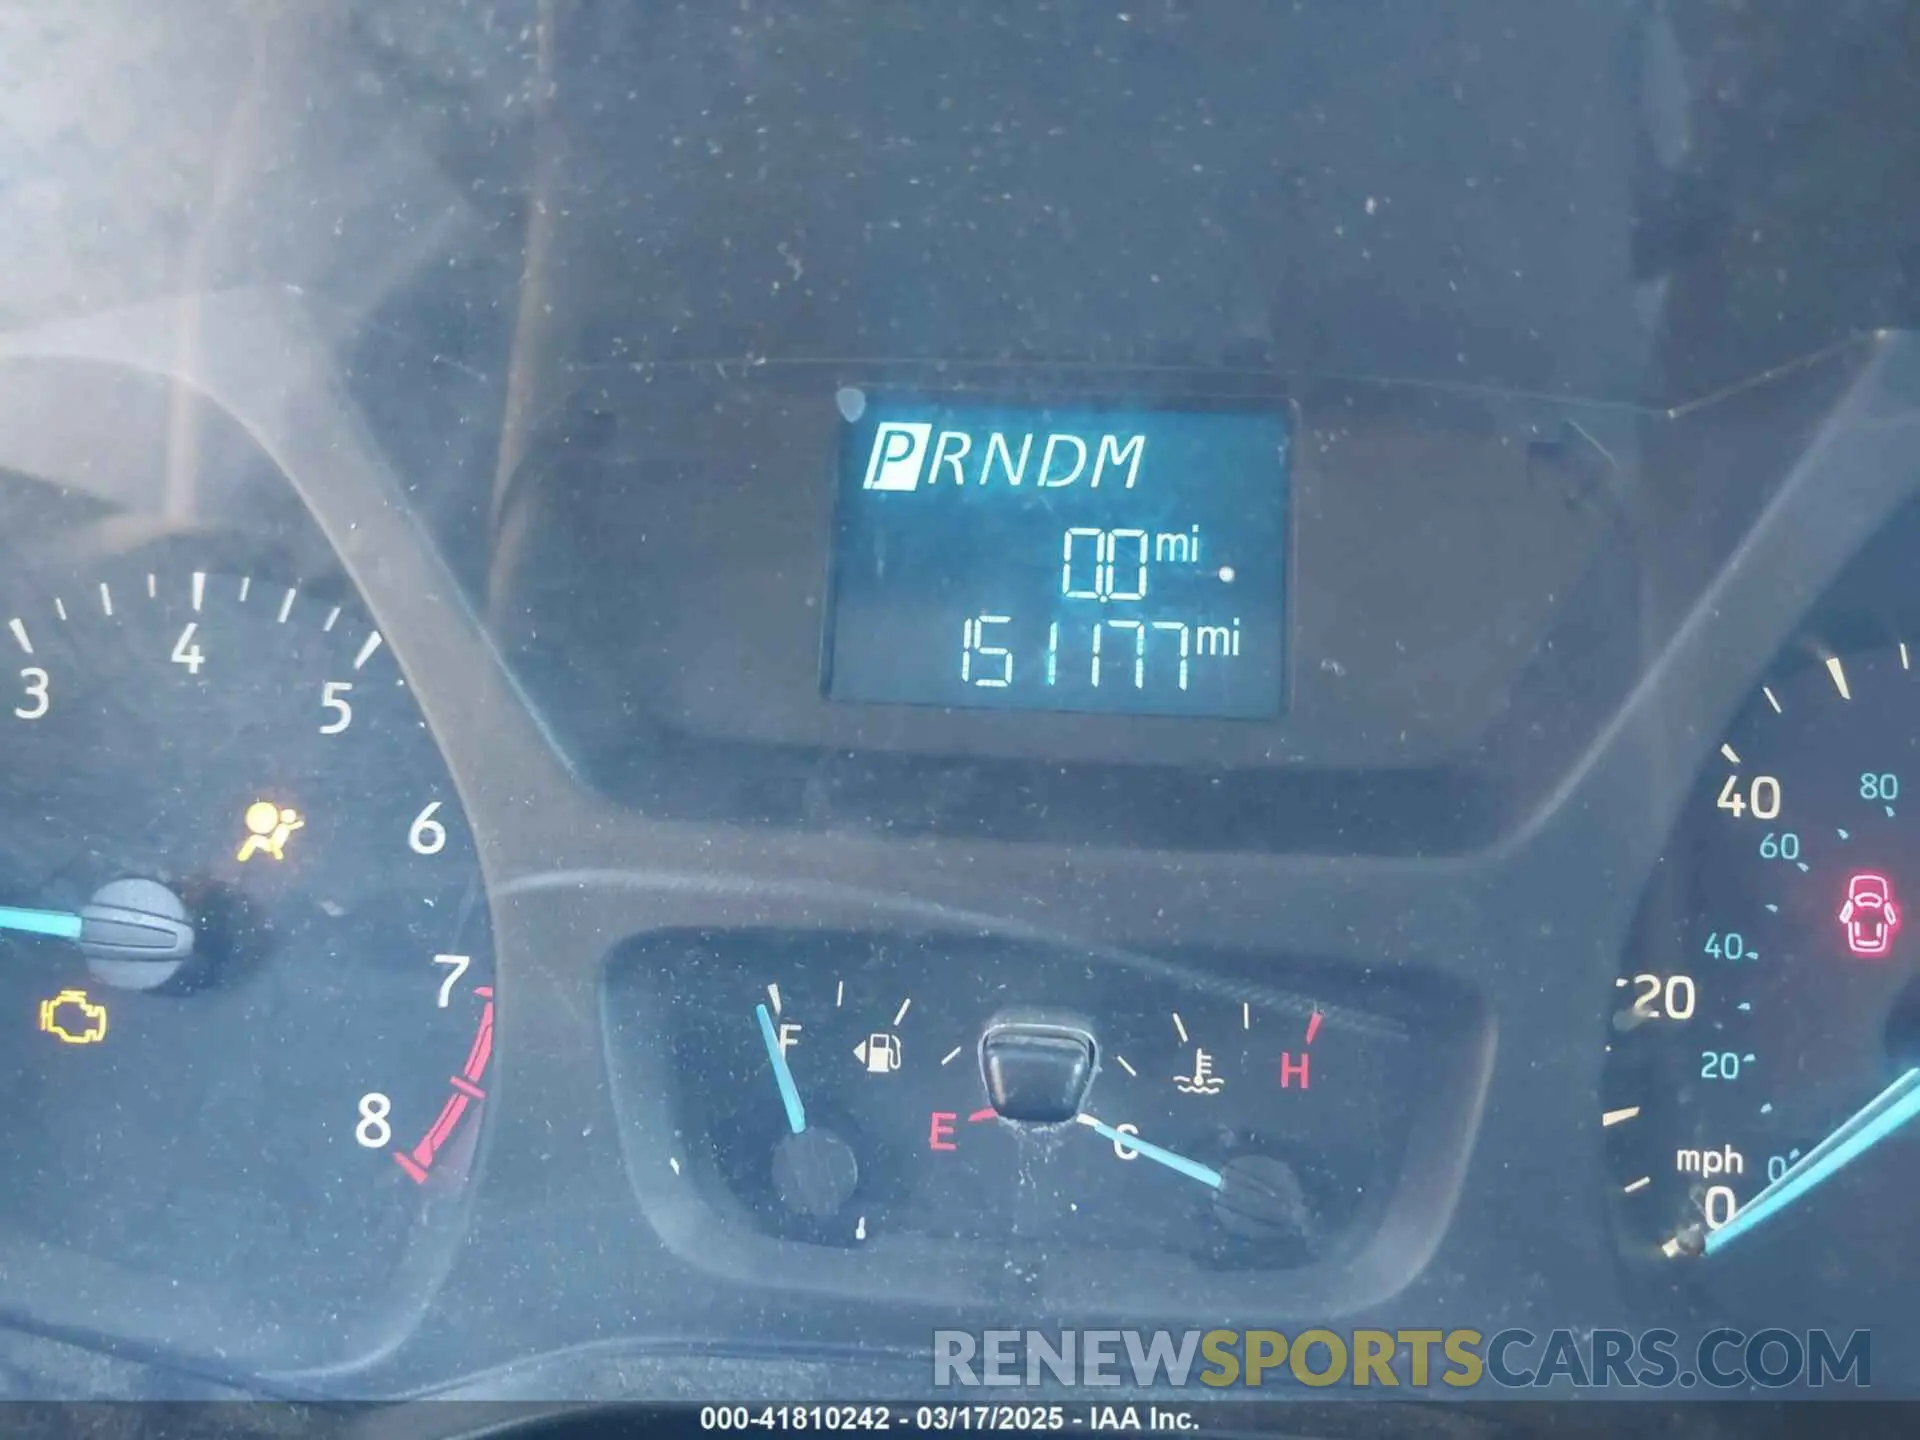 PRNDM
0.0 mi
151177 mi
3 4 5 6 7 8
F
E
C
H
40
20
mph
0
80
60
40
20
0
RENEWSPORTSCARS.COM
000-41810242 - 03/17/2025 - IAA Inc.